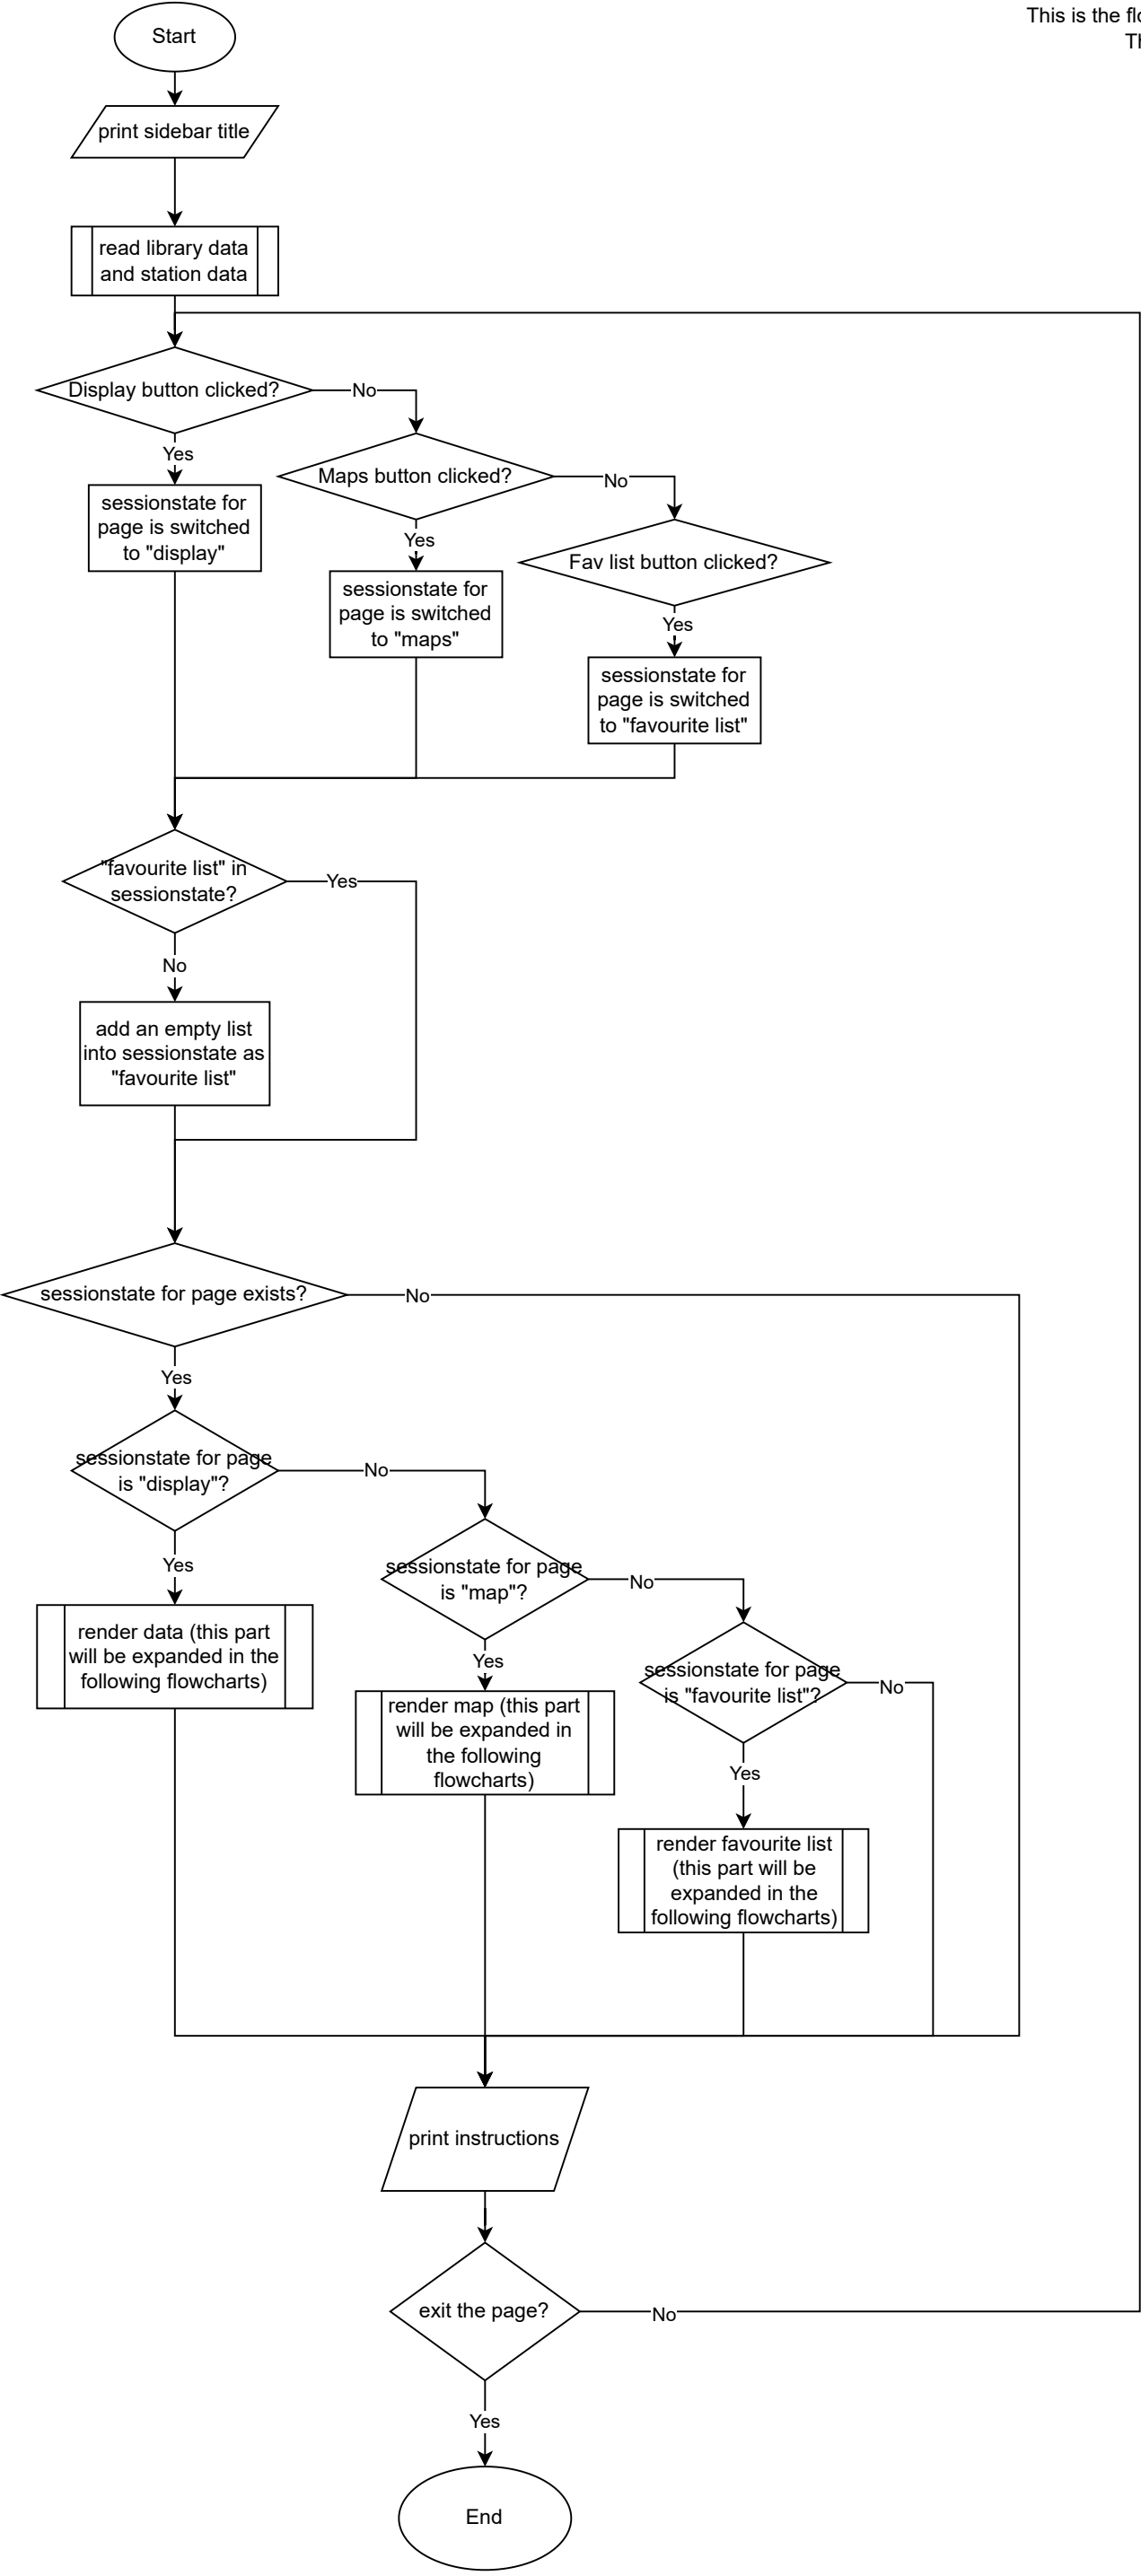 This is the
Start
print sidebar title
read library data
and station data
Display button clicked?
No
Yes
Maps button clicked?
No
sessionstate for
page is switched
to "display"
Yes
Fav list button clicked?
sessionstate for
page is switched
to "maps"
Yes
sessionstate for
page is switched
to "favourite list"
"favourite list" in
sessionstate?
Yes
No
add an empty list
into sessionstate as
"favourite list"
sessionstate for page exists?
No
Yes
sessionstate for page
is "display"?
No
Yes
sessionstate for page
is "map"?
No
render data (this part
will be expanded in the
following flowcharts)
Yes
sessionstate for page
is "favourite list"?
No
render map (this part
will be expanded in
the following
flowcharts)
Yes
render favourite list
(this part will be
expanded in the
following flowcharts)
print instructions
exit the page?
No
Yes
End